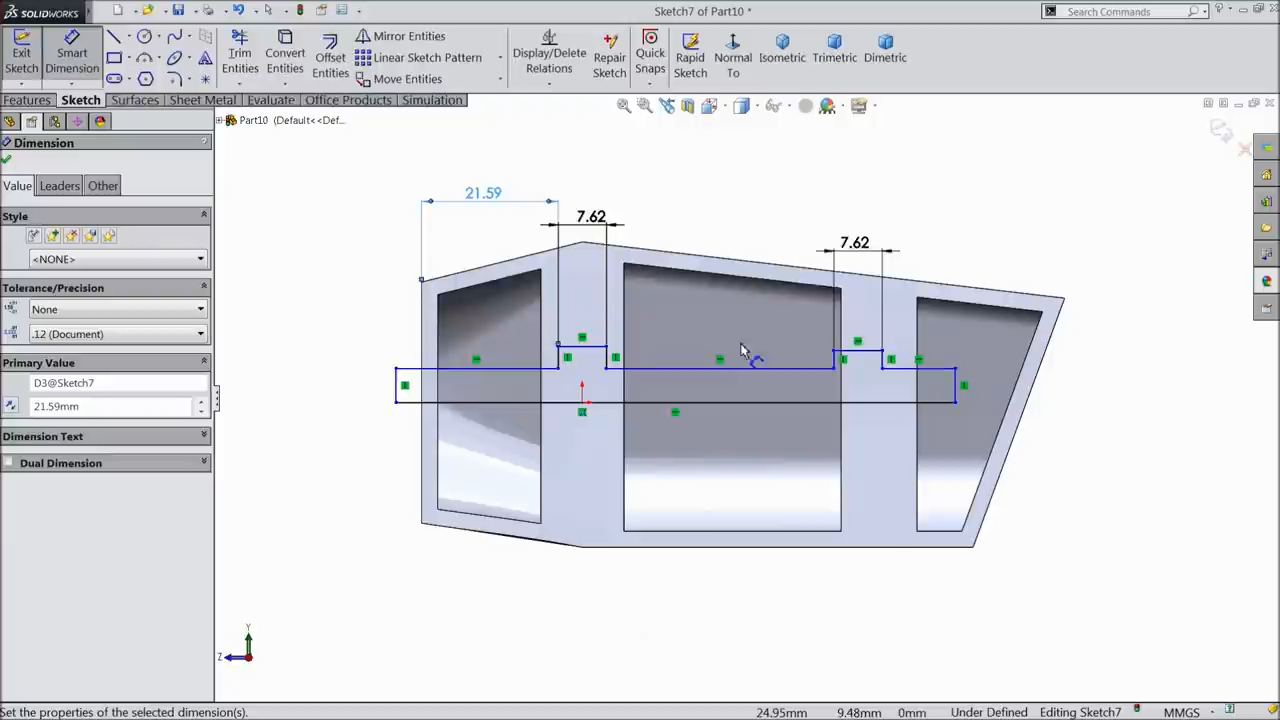 SOLIDWORKS
Sketch7 of Part10 *
Search Commands
Exit Sketch
Smart Dimension
Trim Entities
Convert Entities
Offset Entities
Mirror Entities
Linear Sketch Pattern
Move Entities
Display/Delete Relations
Repair Sketch
Quick Snaps
Rapid Sketch
Normal To
Isometric
Trimetric
Dimetric
Features
Sketch
Surfaces
Sheet Metal
Evaluate
Office Products
Simulation
Part10 (Default<<Def...
Dimension
?
Value
Leaders
Other
Style
<NONE>
Tolerance/Precision
None
.12 (Document)
Primary Value
D3@Sketch7
21.59mm
Dimension Text
Dual Dimension
21.59
7.62
7.62
Y
Z
Set the properties of the selected dimension(s).
24.95mm
9.48mm
0mm
Under Defined
Editing Sketch7
MMGS